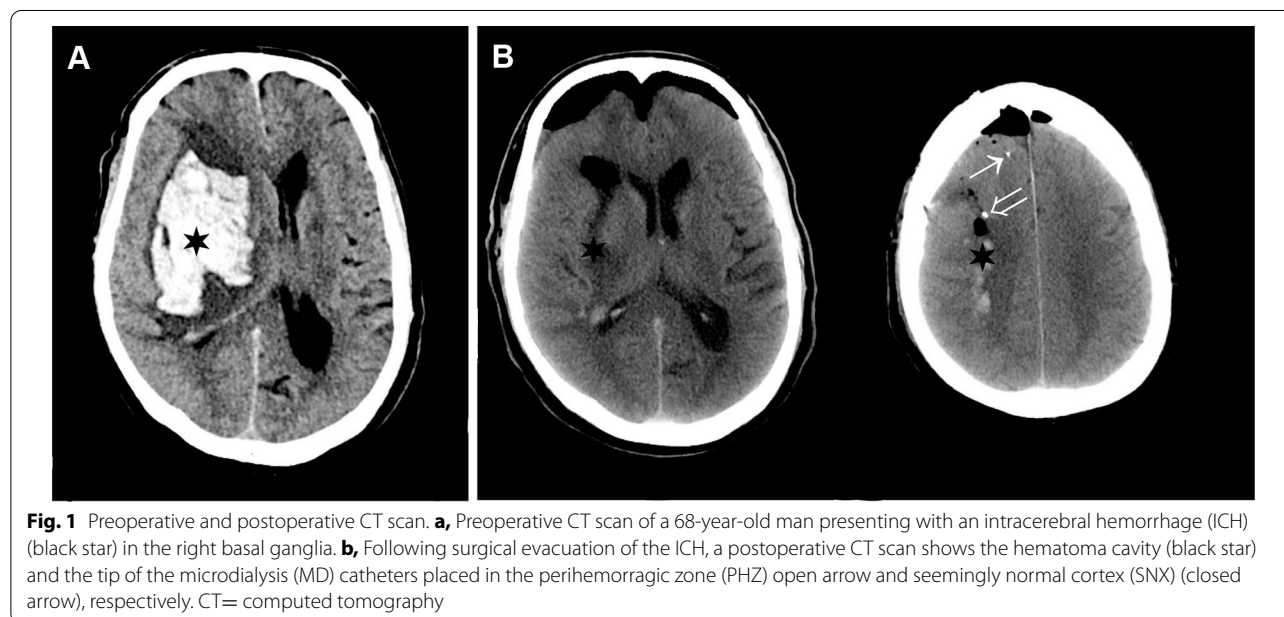 A
B
Fig. 1 Preoperative and postoperative CT scan. a, Preoperative CT scan of a 68-year-old man presenting with an intracerebral hemorrhage (ICH)
(black star) in the right basal ganglia. b, Following surgical evacuation of the ICH, a postoperative CT scan shows the hematoma cavity (black star)
and the tip of the microdialysis (MD) catheters placed in the perihemorragic zone (PHZ) open arrow and seemingly normal cortex (SNX) (closed
arrow), respectively. CT= computed tomography